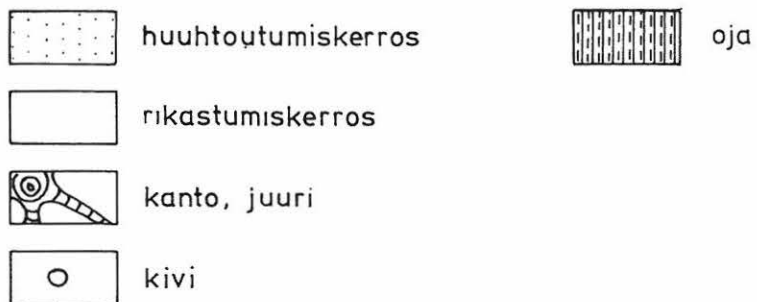 huuhtoutumiskerros
oja
rikastumiskerros
kanto, juuri
kivi